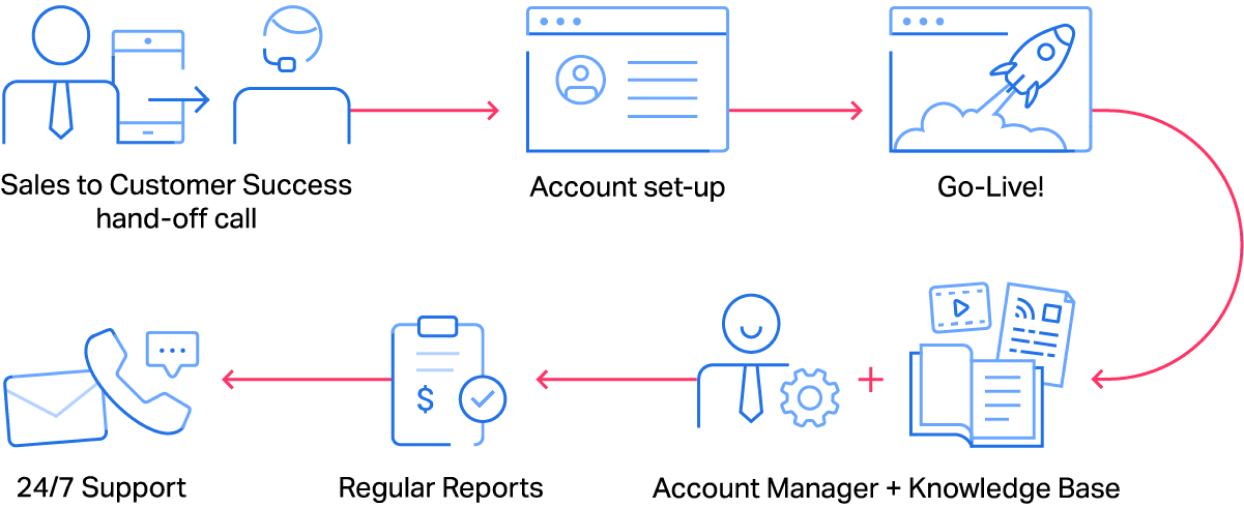 Sales to Customer Success
hand-off call
Account set-up
Go-Live!
$
24/7 Support
Regular Reports
Account Manager + Knowledge Base